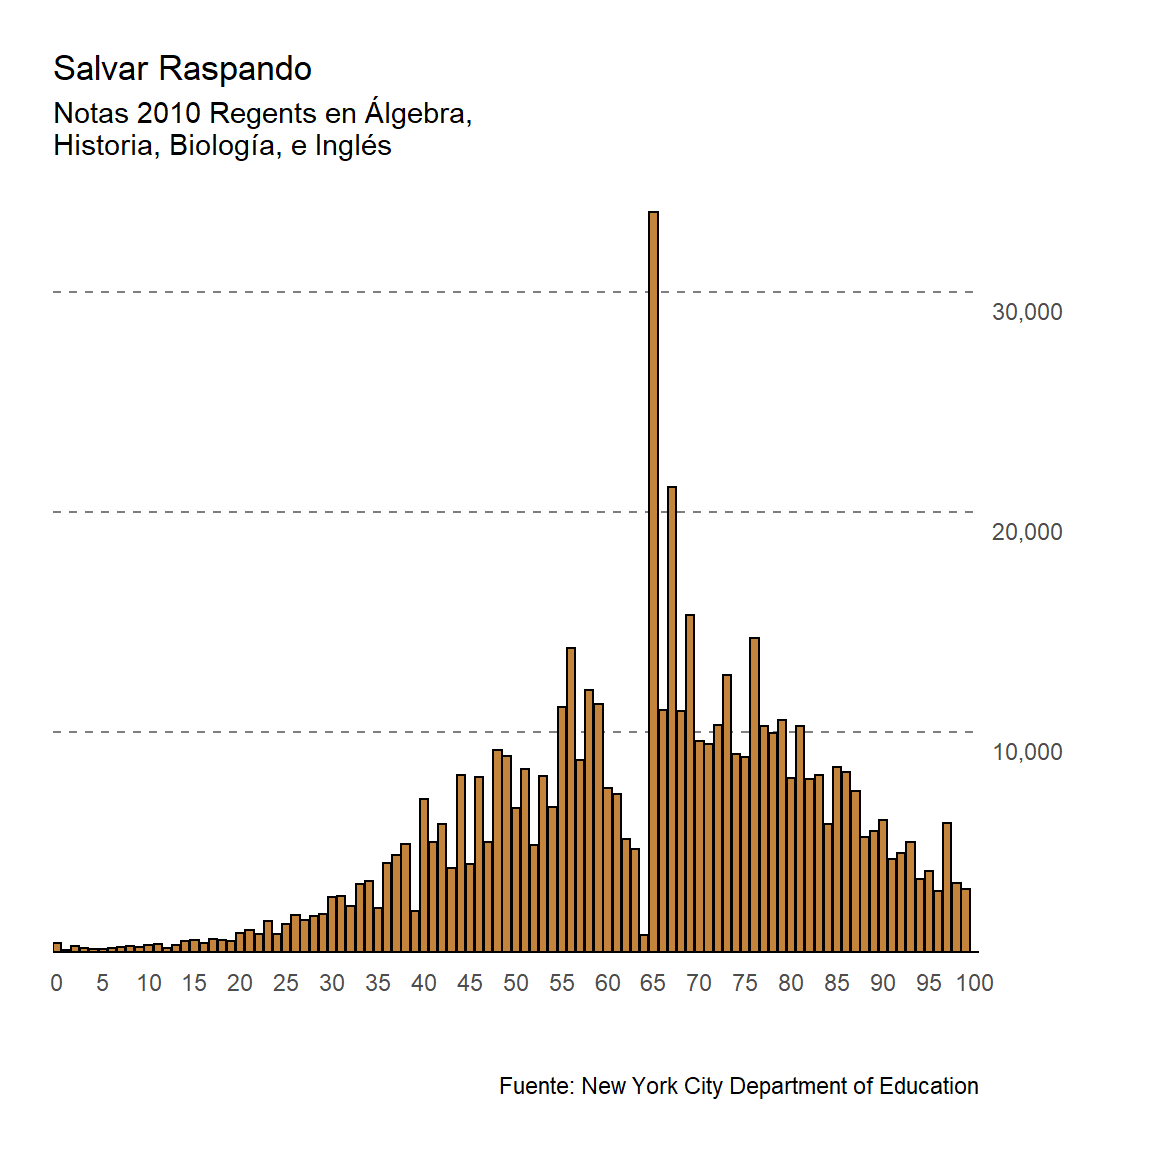 Salvar Raspando
Notas 2010 Regents en Álgebra,
Historia, Biología, e Inglés
30,000
20,000
10,000
0 5 10 15 20 25 30 35 40 45 50 55 60 65 70 75 80 85 90 95 100
Fuente: New York City Department of Education